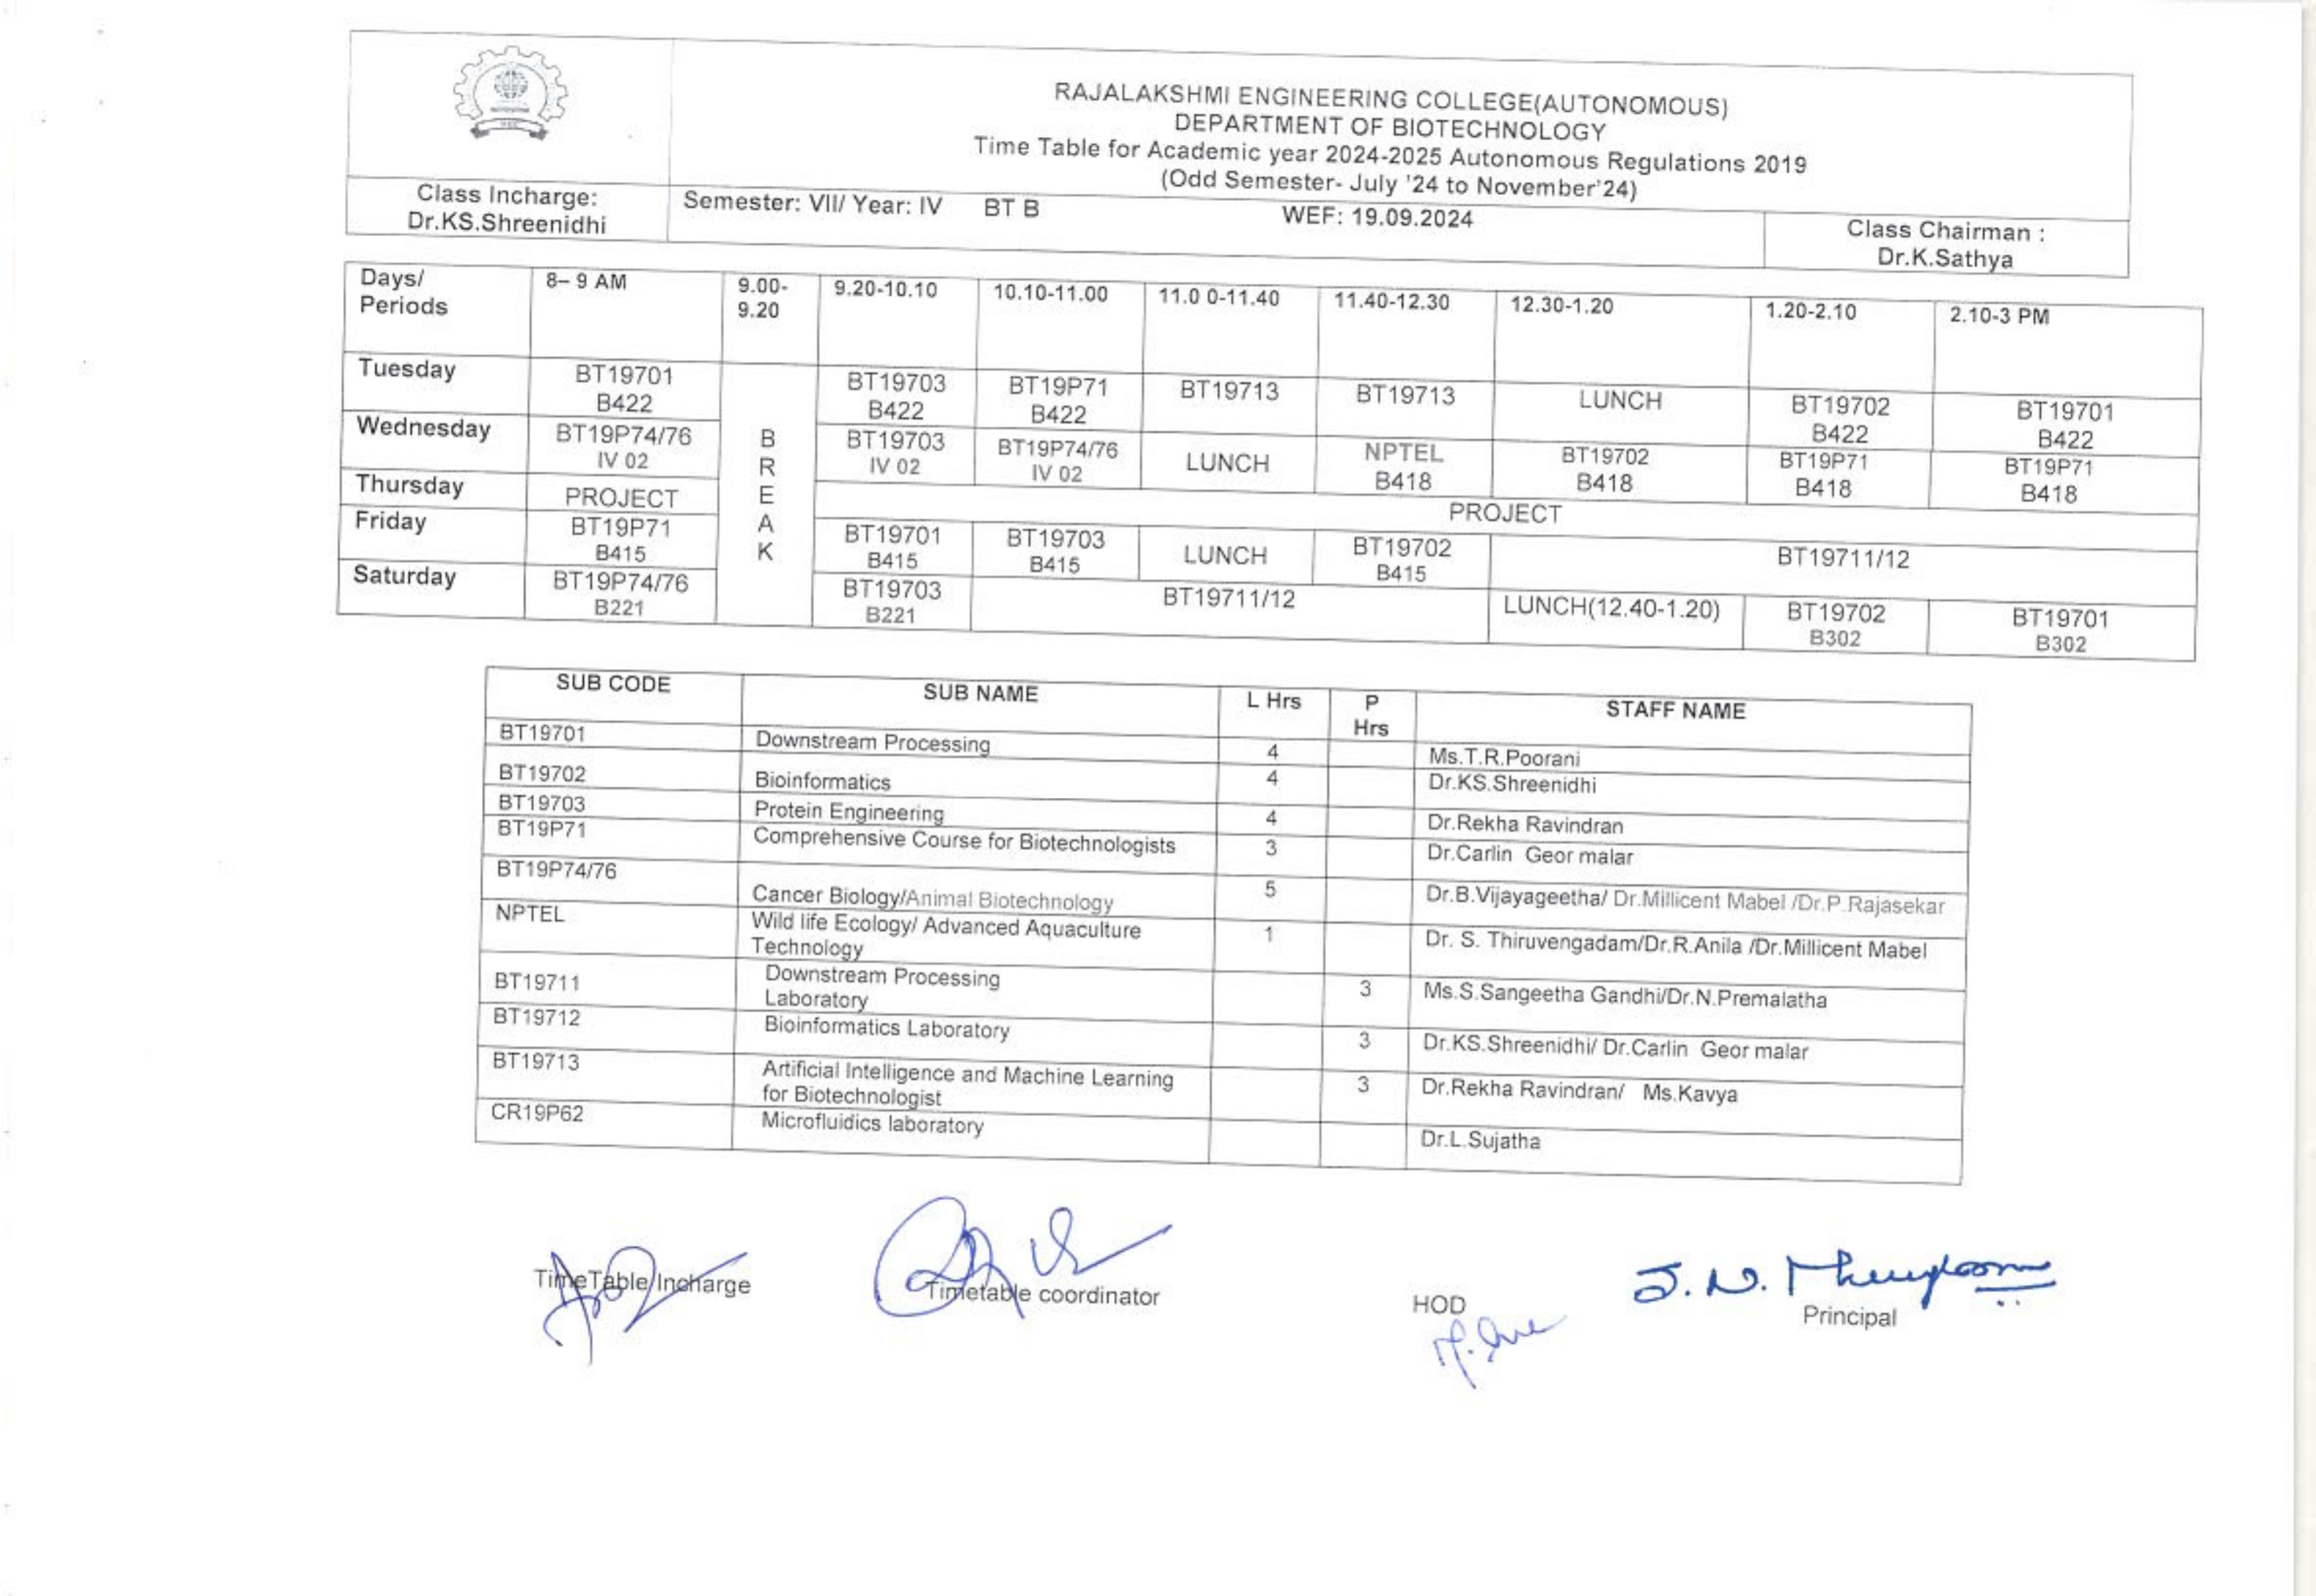 RAJALAKSHMI ENGINEERING COLLEGE(AUTONOMOUS)
DEPARTMENT OF BIOTECHNOLOGY
Time Table for Academic year 2024-2025 Autonomous Regulations 2019
(Odd Semester- July '24 to November'24)
Class Incharge:
Dr.KS.Shreenidhi
Semester: VII/ Year: IV BT B WEF: 19.09.2024
Class Chairman :
Dr.K.Sathya
Days/ Periods 8– 9 AM 9.00-9.20 9.20-10.10 10.10-11.00 11.0 0-11.40 11.40-12.30 12.30-1.20 1.20-2.10 2.10-3 PM
BREAK
Tuesday BT19701 BT19703 BT19P71 BT19713 BT19713 LUNCH BT19702 BT19701
B422 B422 B422 B422 B422
Wednesday BT19P74/76 BT19703 BT19P74/76 LUNCH NPTEL BT19702 BT19P71 BT19P71
IV 02 IV 02 IV 02 B418 B418 B418 B418
Thursday PROJECT PROJECT
Friday BT19P71 BT19701 BT19703 LUNCH BT19702 BT19711/12
B415 B415 B415 B415
Saturday BT19P74/76 BT19703 BT19711/12 LUNCH(12.40-1.20) BT19702 BT19701
B221 B221 B302 B302
SUB CODE SUB NAME L Hrs P Hrs STAFF NAME
BT19701 Downstream Processing 4 Ms.T.R.Poorani
BT19702 Bioinformatics 4 Dr.KS.Shreenidhi
BT19703 Protein Engineering 4 Dr.Rekha Ravindran
BT19P71 Comprehensive Course for Biotechnologists 3 Dr.Carlin Geor malar
BT19P74/76 Cancer Biology/Animal Biotechnology 5 Dr.B.Vijayageetha/ Dr.Millicent Mabel /Dr.P.Rajasekar
NPTEL Wild life Ecology/ Advanced Aquaculture
Technology 1 Dr. S. Thiruvengadam/Dr.R.Anila /Dr.Millicent Mabel
BT19711 Downstream Processing
Laboratory 3 Ms.S.Sangeetha Gandhi/Dr.N.Premalatha
BT19712 Bioinformatics Laboratory 3 Dr.KS.Shreenidhi/ Dr.Carlin Geor malar
BT19713 Artificial Intelligence and Machine Learning
for Biotechnologist 3 Dr.Rekha Ravindran/ Ms.Kavya
CR19P62 Microfluidics laboratory Dr.L.Sujatha
TimeTable Incharge
Timetable coordinator
HOD
Principal